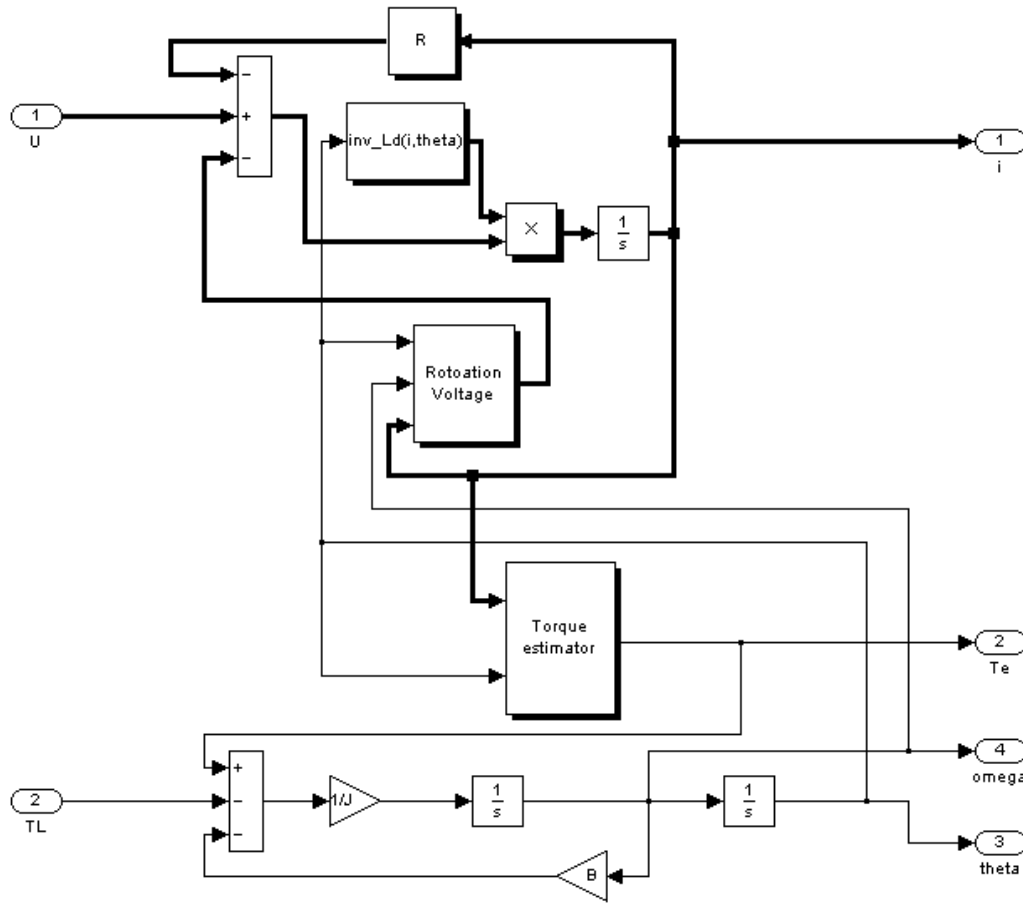 R
−
1
+
U
−
inv_Ld(i,theta)
1
i
×
1
s
Rotoation
Voltage
Torque
estimator
2
Te
+
4
omega
2
TL
−
1/J
1
s
1
s
−
B
3
theta